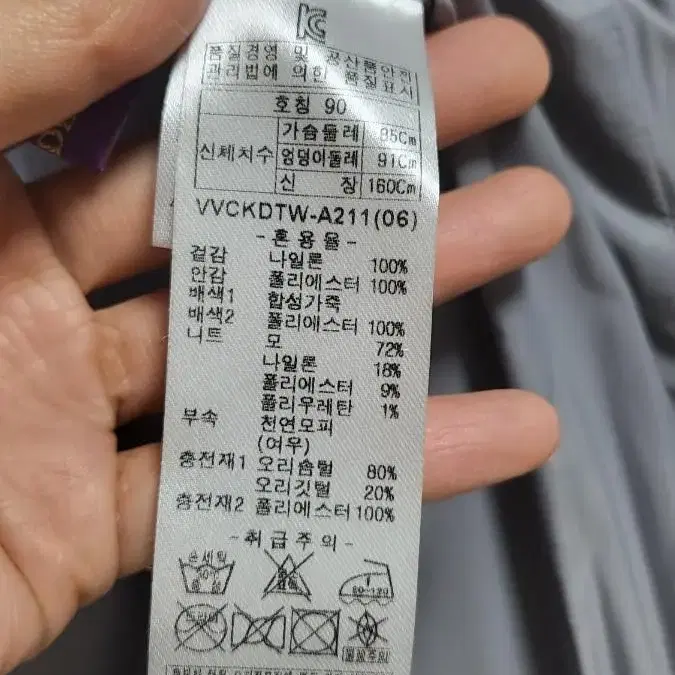 품질경영 및 공산품안전
관리법에 의한 품질표시
호칭 90
신체치수 가슴둘레 85Cm
엉덩이둘레 91Cm
신 장 160Cm
VVCKDTW-A211(06)
- 혼 용 율 -
겉감 나일론 100%
안감 폴리에스터 100%
배색1 합성가죽
배색2 폴리에스터 100%
니트 모 72%
나일론 18%
폴리에스터 9%
폴리우레탄 1%
부속 천연모피
(여우)
충전재1 오리솜털 80%
오리깃털 20%
충전재2 폴리에스터 100%
- 취 급 주 의 -
손세탁